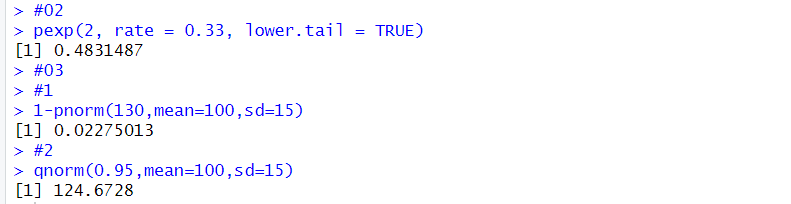 > #02
> pexp(2, rate = 0.33, lower.tail = TRUE)
[1] 0.4831487
> #03
> #1
> 1-pnorm(130,mean=100,sd=15)
[1] 0.02275013
> #2
> qnorm(0.95,mean=100,sd=15)
[1] 124.6728